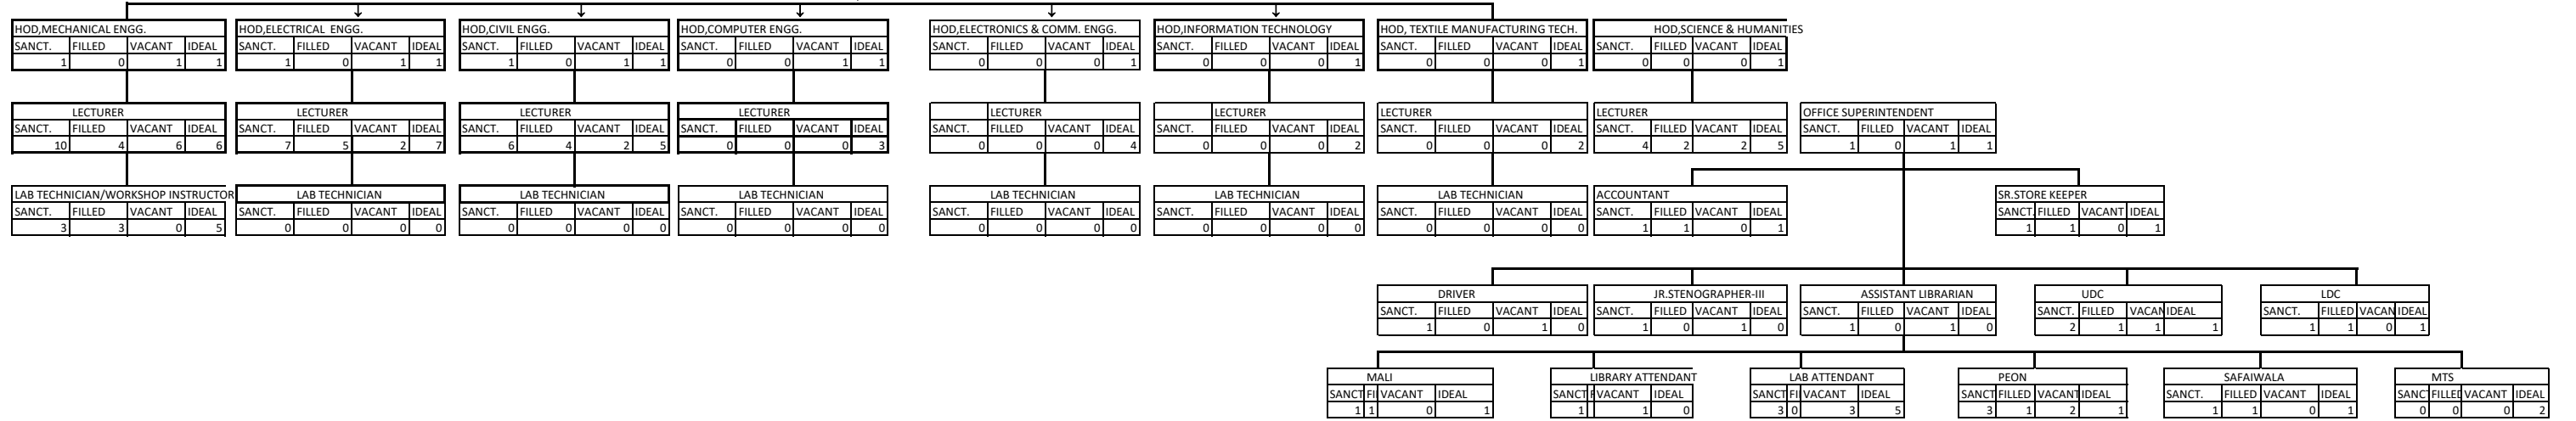 HOD,MECHANICAL ENGG. HOD,ELECTRICAL ENGG. HOD,CIVIL ENGG. HOD,COMPUTER ENGG. HOD,ELECTRONICS & COMM. ENGG. HOD,INFORMATION TECHNOLOGY HOD, TEXTILE MANUFACTURING TECH. HOD,SCIENCE & HUMANITIES
SANCT. FILLED VACANT IDEAL SANCT. FILLED VACANT IDEAL SANCT. FILLED VACANT IDEAL SANCT. FILLED VACANT IDEAL SANCT. FILLED VACANT IDEAL SANCT. FILLED VACANT IDEAL SANCT. FILLED VACANT IDEAL SANCT. FILLED VACANT IDEAL
1 0 1 1 1 0 1 1 1 0 1 1 0 0 1 1 0 0 0 1 0 0 0 1 0 0 0 1 0 0 0 1
LECTURER LECTURER LECTURER LECTURER LECTURER LECTURER LECTURER LECTURER OFFICE SUPERINTENDENT
SANCT. FILLED VACANT IDEAL SANCT. FILLED VACANT IDEAL SANCT. FILLED VACANT IDEAL SANCT. FILLED VACANT IDEAL SANCT. FILLED VACANT IDEAL SANCT. FILLED VACANT IDEAL SANCT. FILLED VACANT IDEAL SANCT. FILLED VACANT IDEAL SANCT. FILLED VACANT IDEAL
10 4 6 6 7 5 2 7 6 4 2 5 0 0 0 3 0 0 0 4 0 0 0 2 0 0 0 2 4 2 2 5 1 0 1 1
LAB TECHNICIAN/WORKSHOP INSTRUCTOR LAB TECHNICIAN LAB TECHNICIAN LAB TECHNICIAN LAB TECHNICIAN LAB TECHNICIAN LAB TECHNICIAN ACCOUNTANT SR.STORE KEEPER
SANCT. FILLED VACANT IDEAL SANCT. FILLED VACANT IDEAL SANCT. FILLED VACANT IDEAL SANCT. FILLED VACANT IDEAL SANCT. FILLED VACANT IDEAL SANCT. FILLED VACANT IDEAL SANCT. FILLED VACANT IDEAL SANCT. FILLED VACANT IDEAL SANCT. FILLED VACANT IDEAL
3 3 0 5 0 0 0 0 0 0 0 0 0 0 0 0 0 0 0 0 0 0 0 0 0 0 0 0 1 1 0 1 1 1 0 1
DRIVER JR.STENOGRAPHER-III ASSISTANT LIBRARIAN UDC LDC
SANCT. FILLED VACANT IDEAL SANCT. FILLED VACANT IDEAL SANCT. FILLED VACANT IDEAL SANCT. FILLED VACAN IDEAL SANCT. FILLED VACAN IDEAL
1 0 1 0 1 0 1 0 1 0 1 0 2 1 1 1 1 1 0 1
MALI LIBRARY ATTENDANT LAB ATTENDANT PEON SAFAIWALA MTS
SANCT FI VACANT IDEAL SANCT VACANT IDEAL SANCT FI VACANT IDEAL SANCT FILLED VACANT IDEAL SANCT. FILLED VACANT IDEAL SANCT FILLED VACANT IDEAL
1 1 0 1 1 1 0 3 0 3 5 3 1 2 1 1 1 0 1 0 0 0 2